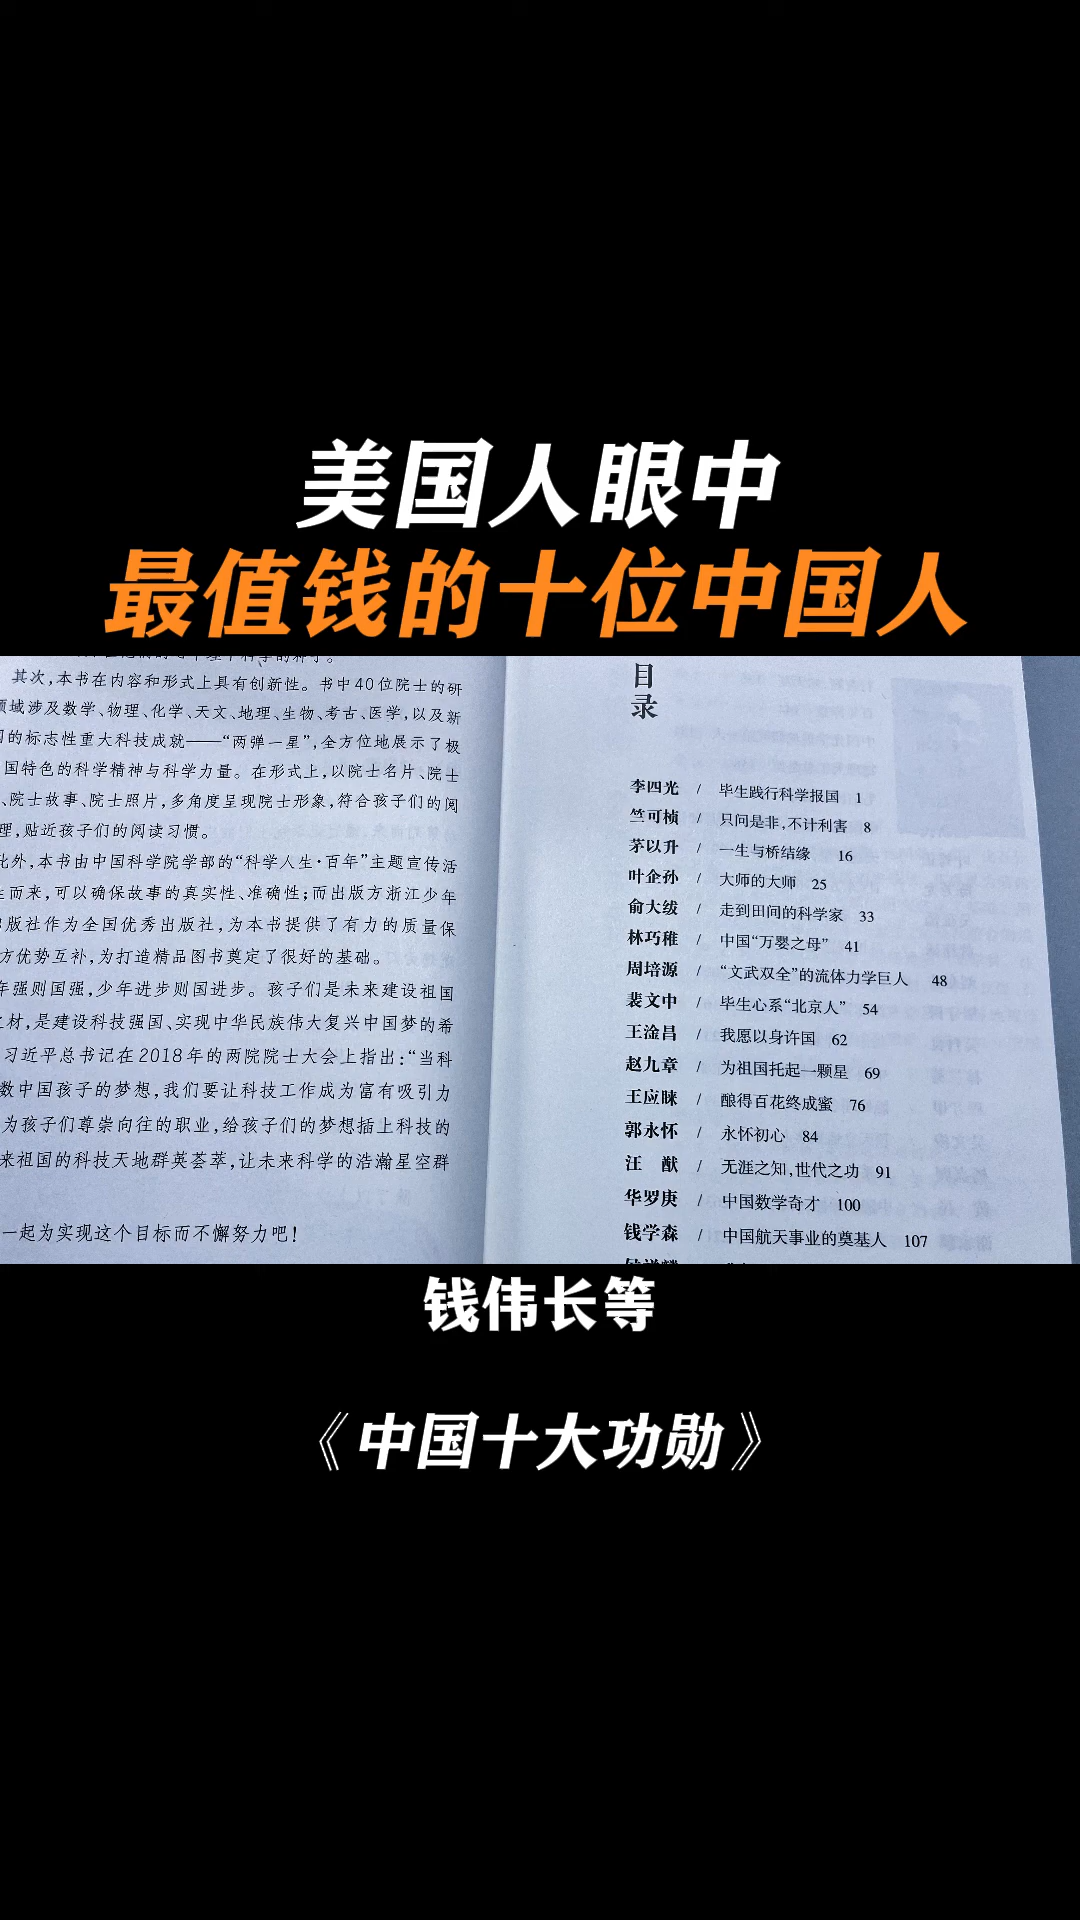 美国人眼中
最值钱的十位中国人
其次,本书在内容和形式上具有创新性。书中40位院士的研
领域涉及数学、物理、化学、天文、地理、生物、考古、医学,以及新
国的标志性重大科技成就——“两弹一星”,全方位地展示了极
国特色的科学精神与科学力量。在形式上,以院士名片、院士
、院士故事、院士照片,多角度呈现院士形象,符合孩子们的阅
理,贴近孩子们的阅读习惯。
此外,本书由中国科学院学部的“科学人生·百年”主题宣传活
而来,可以确保故事的真实性、准确性;而出版方浙江少年
版社作为全国优秀出版社,为本书提供了有力的质量保
方优势互补,为打造精品图书奠定了很好的基础。
年强则国强,少年进步则国进步。孩子们是未来建设祖国
材,是建设科技强国、实现中华民族伟大复兴中国梦的希
习近平总书记在2018年的两院院士大会上指出:“当科
数中国孩子的梦想,我们要让科技工作成为富有吸引力
为孩子们尊崇向往的职业,给孩子们的梦想插上科技的
来祖国的科技天地群英荟萃,让未来科学的浩瀚星空群
一起为实现这个目标而不懈努力吧!
目录
李四光 / 毕生践行科学报国 1
竺可桢 / 只问是非,不计利害 8
茅以升 / 一生与桥结缘 16
叶企孙 / 大师的大师 25
俞大绂 / 走到田间的科学家 33
林巧稚 / 中国“万婴之母” 41
周培源 / “文武双全”的流体力学巨人 48
裴文中 / 毕生心系“北京人” 54
王淦昌 / 我愿以身许国 62
赵九章 / 为祖国托起一颗星 69
王应睐 / 酿得百花终成蜜 76
郭永怀 / 永怀初心 84
汪 猷 / 无涯之知,世代之功 91
华罗庚 / 中国数学奇才 100
钱学森 / 中国航天事业的奠基人 107
钱伟长等
《中国十大功勋》